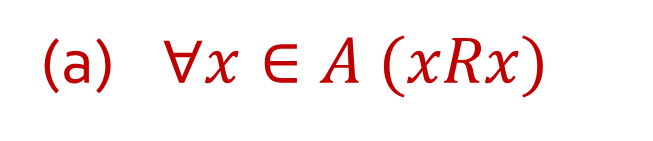 (a) ∀x ∈ A (xRx)